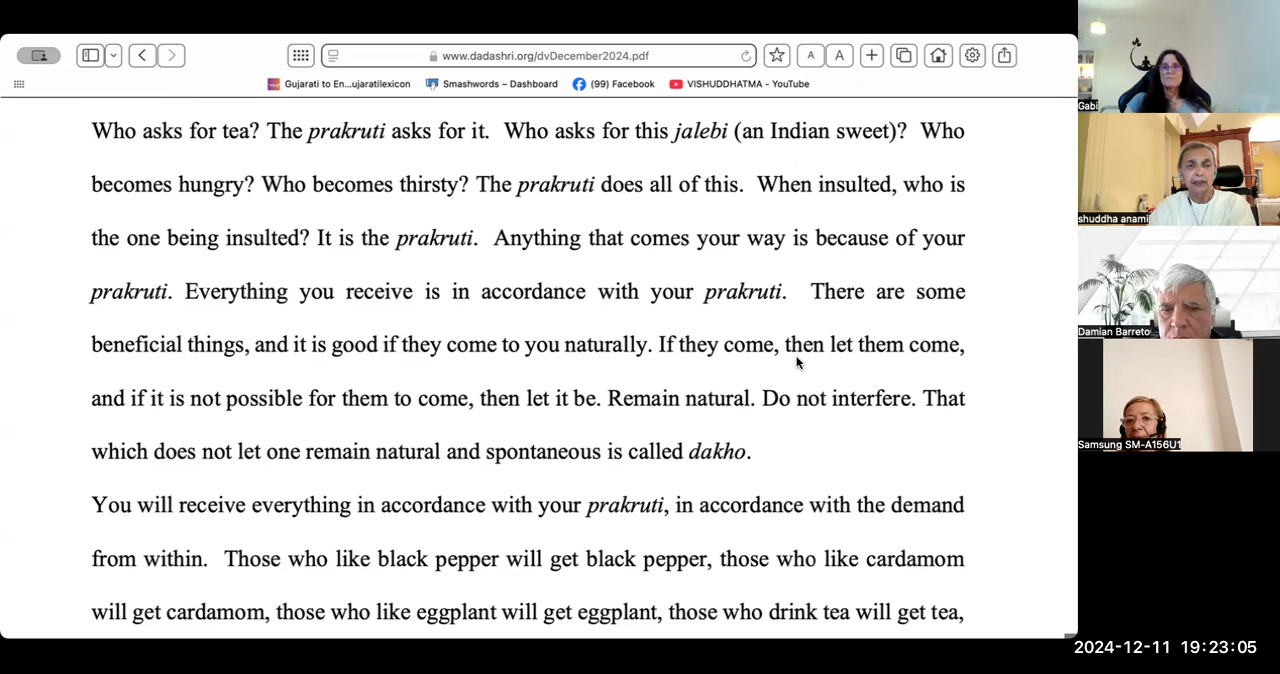 www.dadashri.org/dvDecember2024.pdf
A A
Gujarati to En...ujaratilexicon Smashwords – Dashboard (99) Facebook VISHUDDHATMA - YouTube
Who asks for tea? The prakruti asks for it. Who asks for this jalebi (an Indian sweet)? Who
becomes hungry? Who becomes thirsty? The prakruti does all of this. When insulted, who is
the one being insulted? It is the prakruti. Anything that comes your way is because of your
prakruti. Everything you receive is in accordance with your prakruti. There are some
beneficial things, and it is good if they come to you naturally. If they come, then let them come,
and if it is not possible for them to come, then let it be. Remain natural. Do not interfere. That
which does not let one remain natural and spontaneous is called dakho.
You will receive everything in accordance with your prakruti, in accordance with the demand
from within. Those who like black pepper will get black pepper, those who like cardamom
will get cardamom, those who like eggplant will get eggplant, those who drink tea will get tea,
Gabi
shuddha anami
Damian Barreto
Samsung SM-A156U1
2024-12-11 19:23:05